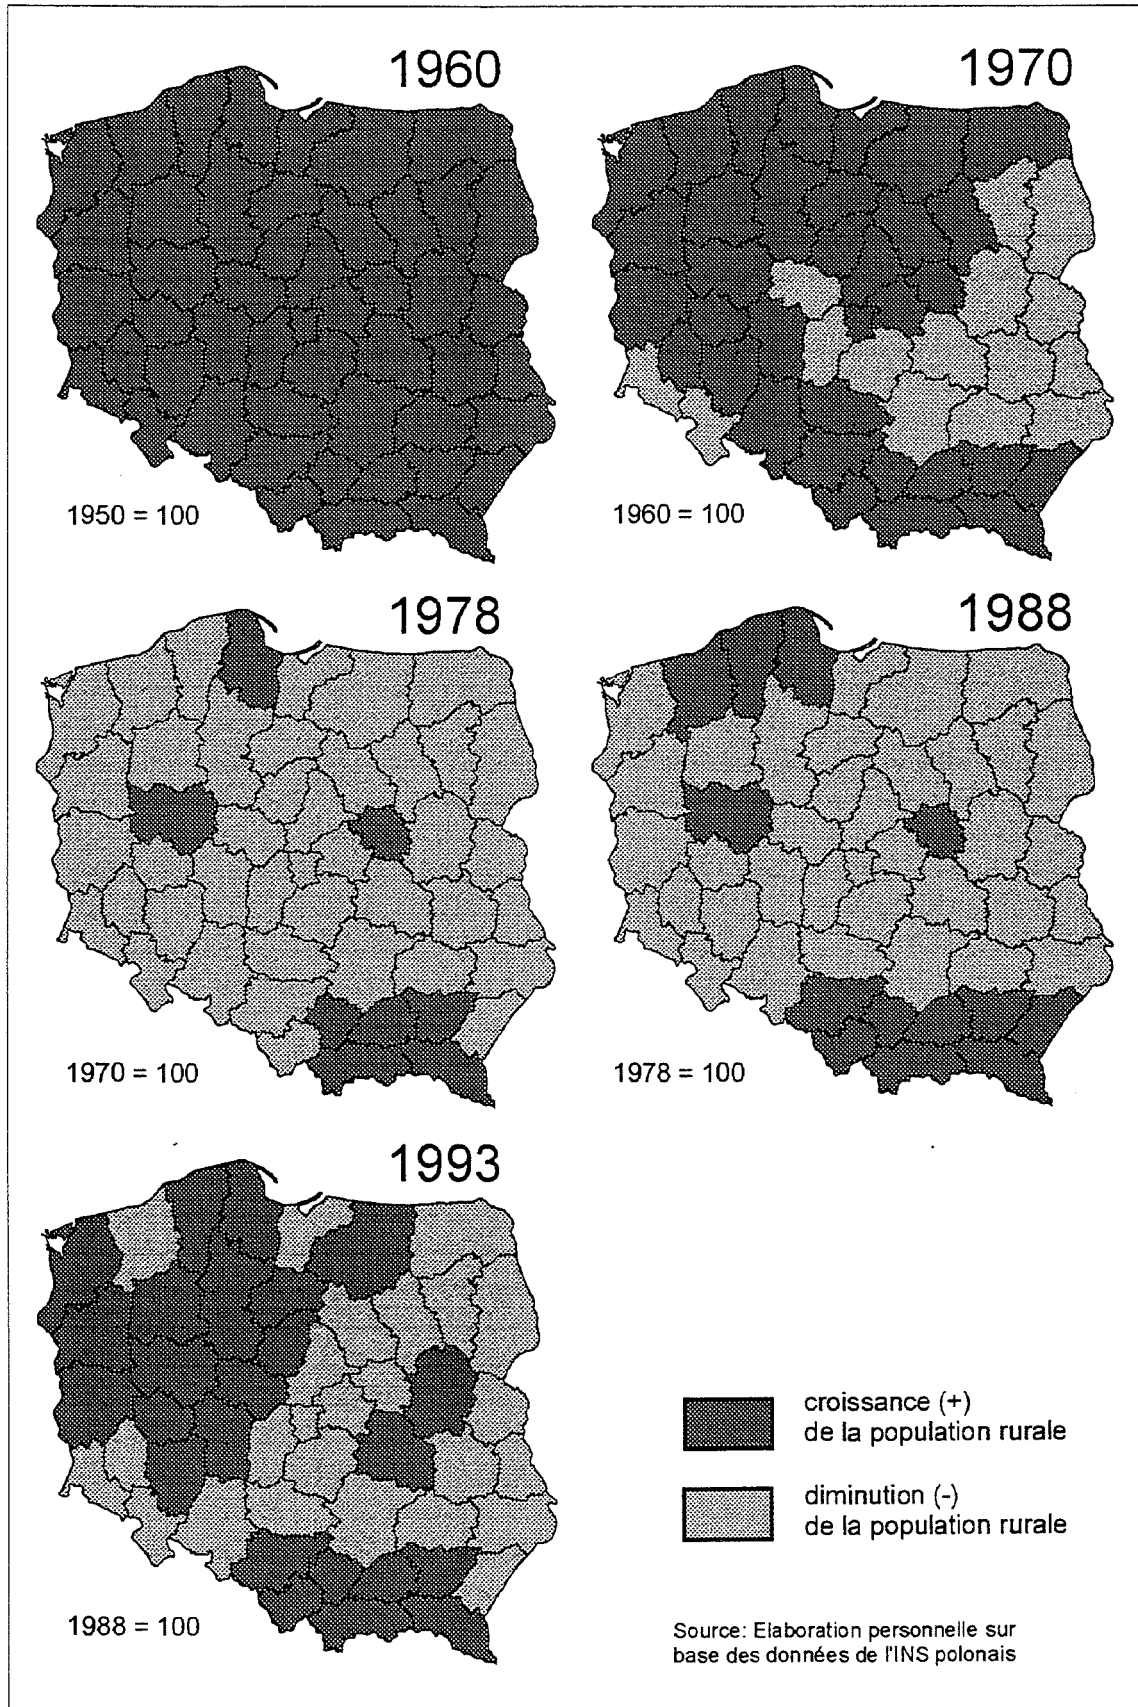 1960
1970
1950 = 100
1960 = 100
1978
1988
1970 = 100
1978 = 100
1993
croissance (+)
de la population rurale
diminution (-)
de la population rurale
1988 = 100
Source: Elaboration personnelle sur
base des données de l'INS polonais